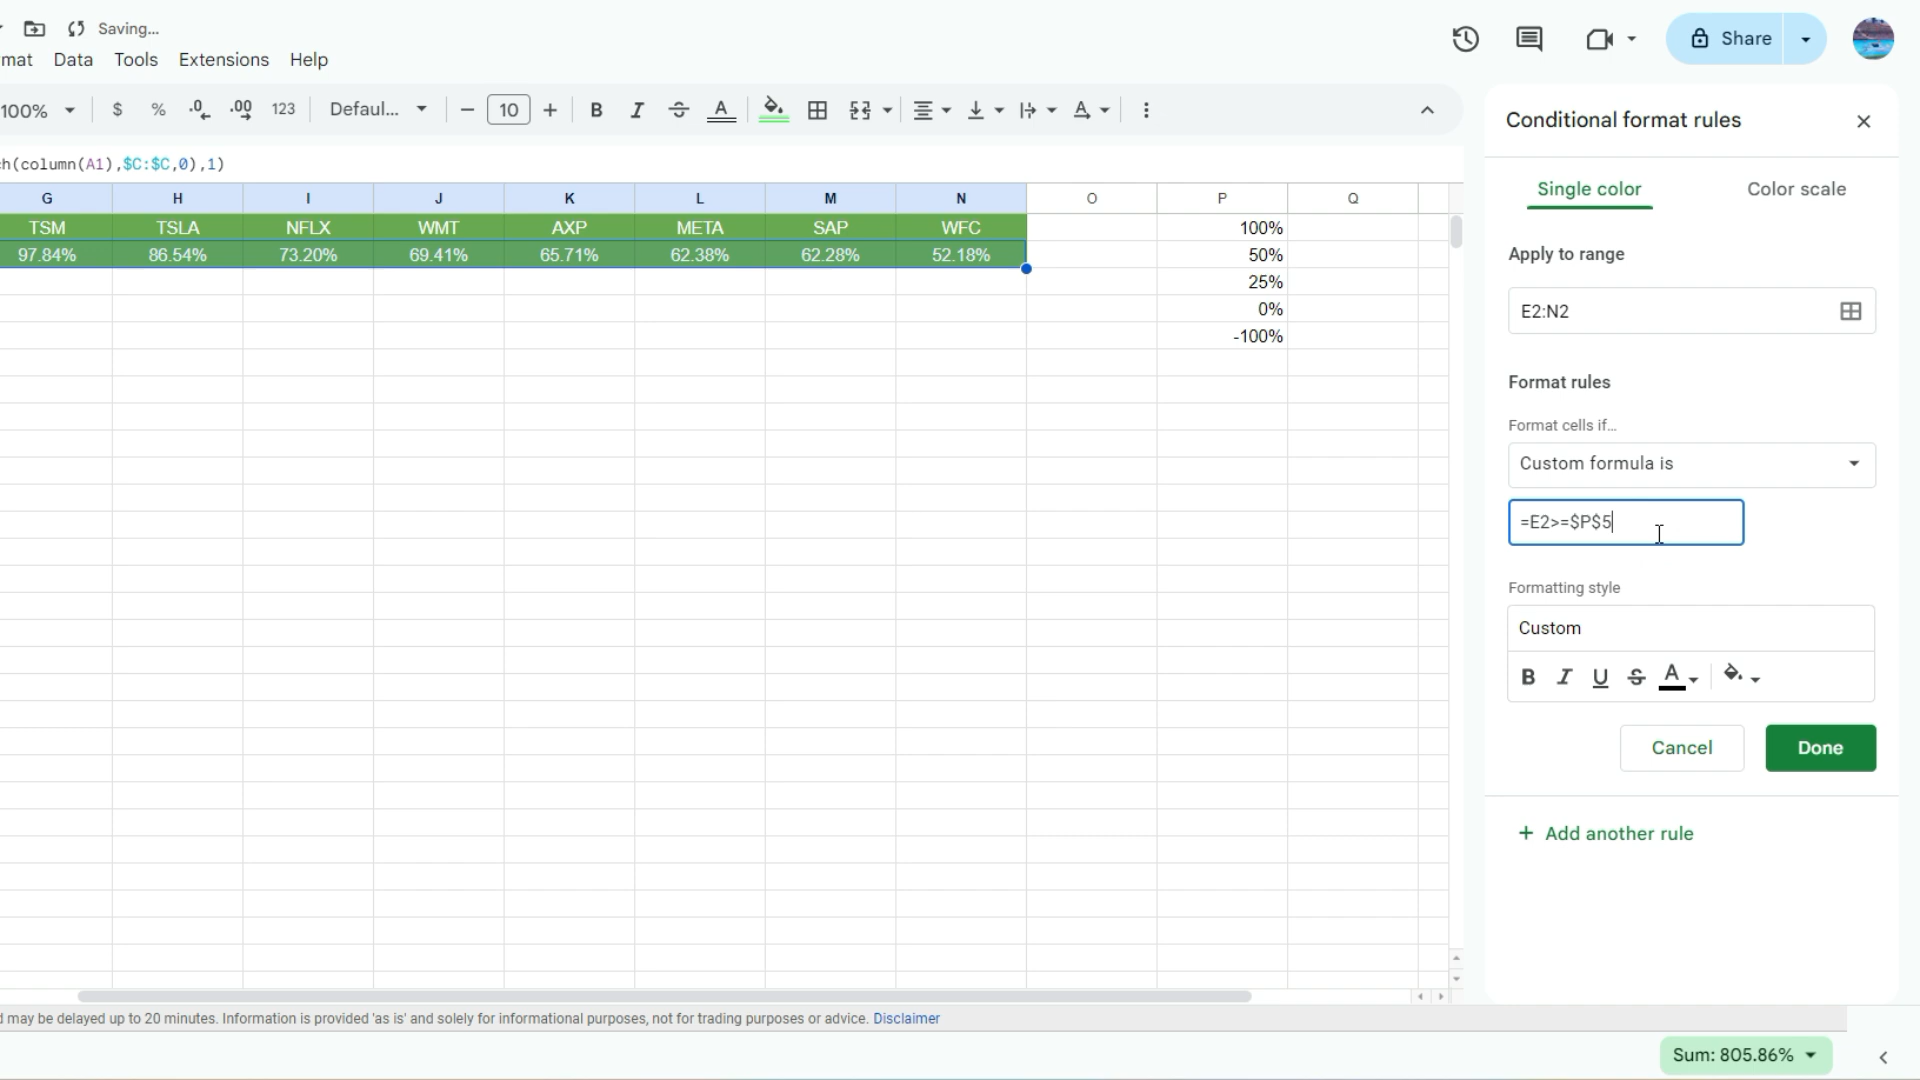 Saving...
Share
mat Data Tools Extensions Help
100% $ % .0 .00 123 Defaul... − 10 + B I S A
Conditional format rules
h(column(A1),$C:$C,0),1)
Single color Color scale
G H I J K L M N O P Q
TSM TSLA NFLX WMT AXP META SAP WFC 100%
97.84% 86.54% 73.20% 69.41% 65.71% 62.38% 62.28% 52.18% 50%
25%
0%
-100%
Apply to range
E2:N2
Format rules
Format cells if…
Custom formula is
=E2>=$P$5
Formatting style
Custom
B I U S A
Cancel Done
+ Add another rule
d may be delayed up to 20 minutes. Information is provided 'as is' and solely for informational purposes, not for trading purposes or advice. Disclaimer
Sum: 805.86%